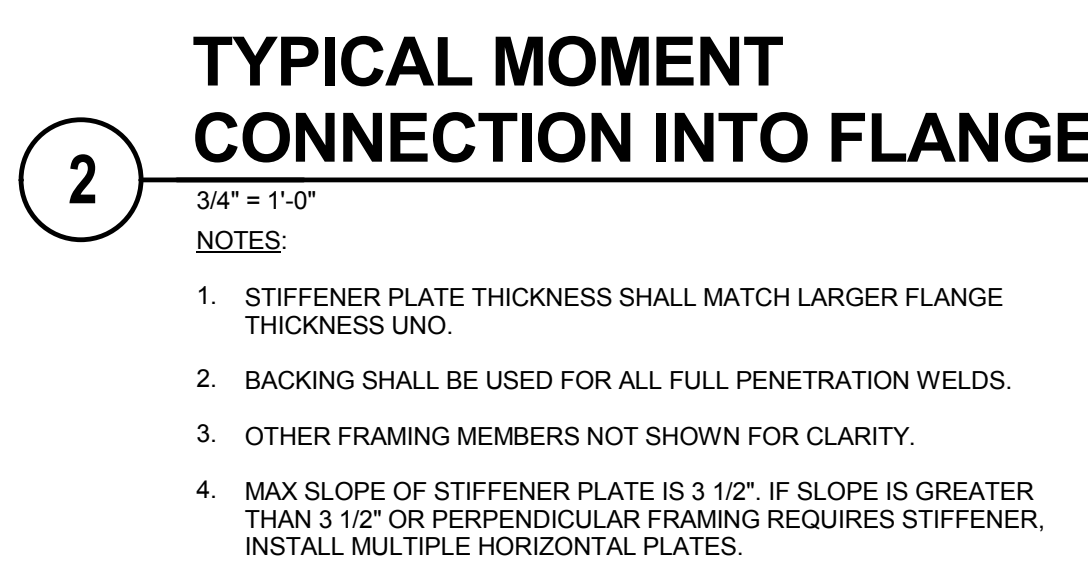 TYPICAL MOMENT
CONNECTION INTO FLANGE
2
3/4" = 1'-0"
NOTES:
1. STIFFENER PLATE THICKNESS SHALL MATCH LARGER FLANGE
THICKNESS UNO.
2. BACKING SHALL BE USED FOR ALL FULL PENETRATION WELDS.
3. OTHER FRAMING MEMBERS NOT SHOWN FOR CLARITY.
4. MAX SLOPE OF STIFFENER PLATE IS 3 1/2". IF SLOPE IS GREATER
THAN 3 1/2" OR PERPENDICULAR FRAMING REQUIRES STIFFENER,
INSTALL MULTIPLE HORIZONTAL PLATES.